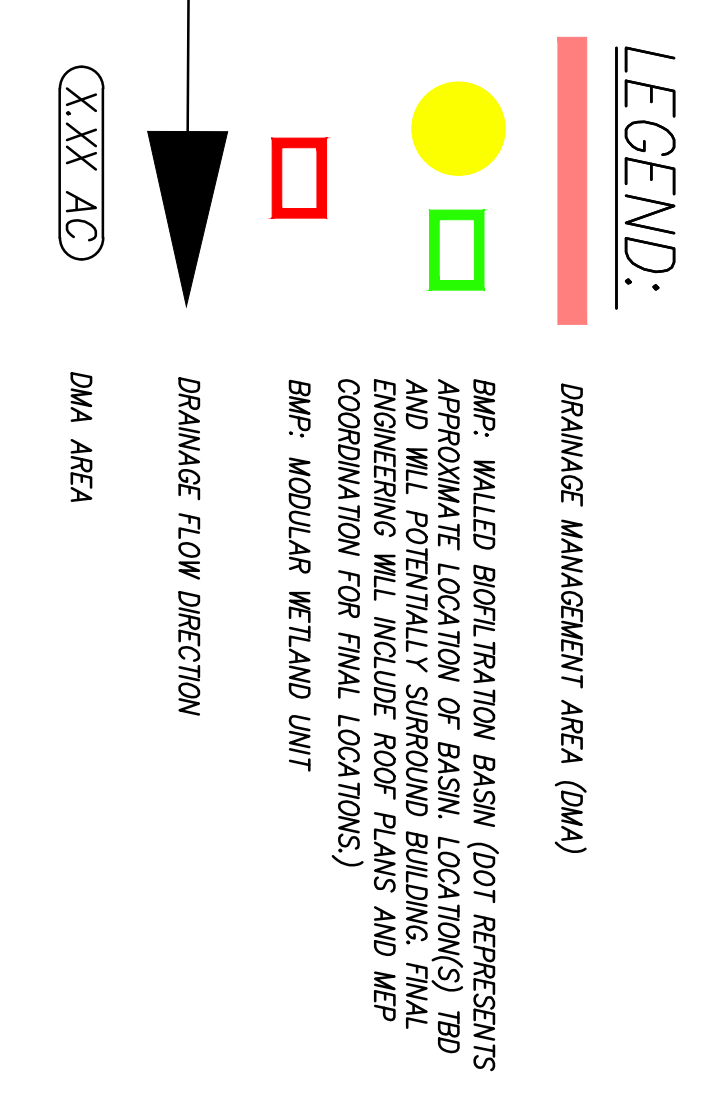 LEGEND:
DRAINAGE MANAGEMENT AREA (DMA)
BMP: WALLED BIOFILTRATION BASIN (DOT REPRESENTS
APPROXIMATE LOCATION OF BASIN. LOCATION(S) TBD
AND WILL POTENTIALLY SURROUND BUILDING. FINAL
ENGINEERING WILL INCLUDE ROOF PLANS AND MEP
COORDINATION FOR FINAL LOCATIONS.)
BMP: MODULAR WETLAND UNIT
DRAINAGE FLOW DIRECTION
X.XX AC DMA AREA